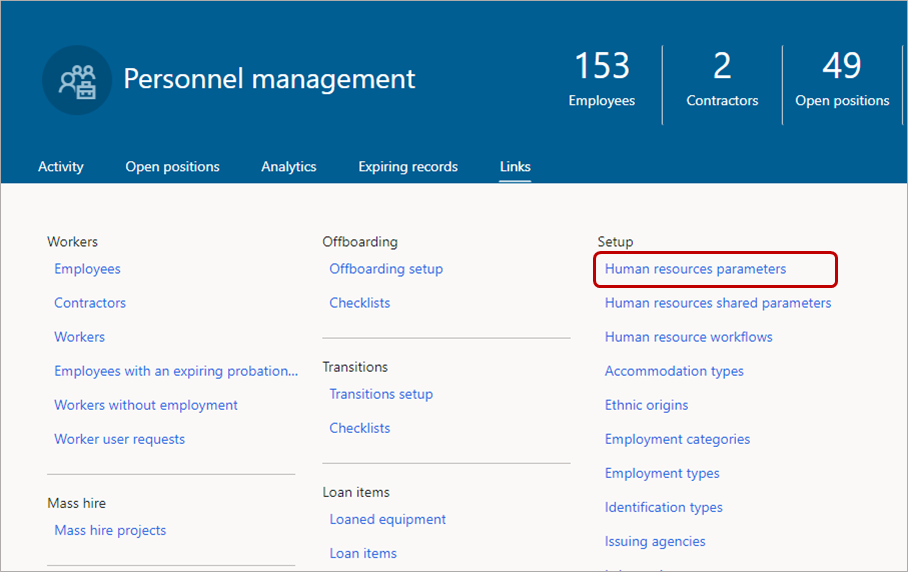 Personnel management
153
Employees
2
Contractors
49
Open positions
Activity
Open positions
Analytics
Expiring records
Links
Workers
Employees
Contractors
Workers
Employees with an expiring probation...
Workers without employment
Worker user requests
Mass hire
Mass hire projects
Offboarding
Offboarding setup
Checklists
Transitions
Transitions setup
Checklists
Loan items
Loaned equipment
Loan items
Setup
Human resources parameters
Human resources shared parameters
Human resource workflows
Accommodation types
Ethnic origins
Employment categories
Employment types
Identification types
Issuing agencies